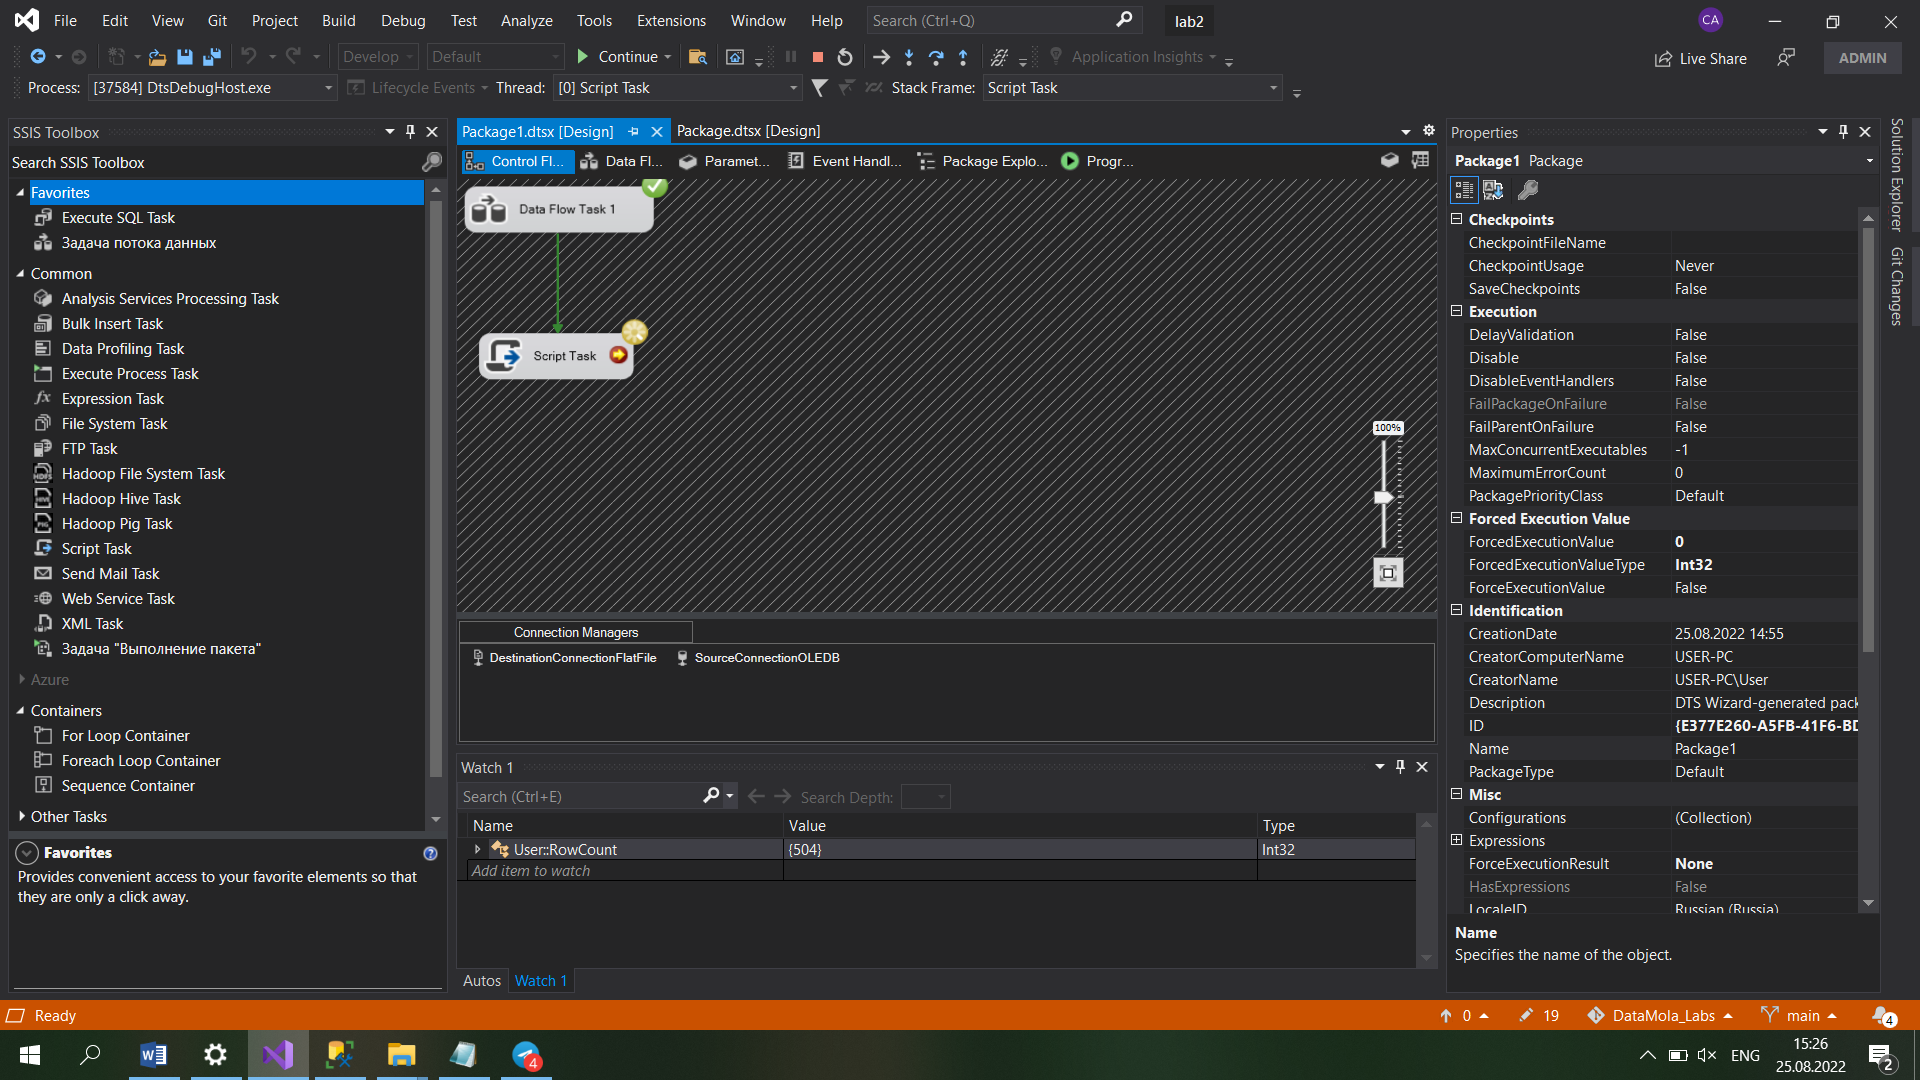 File Edit View Git Project Build Debug Test Analyze Tools Extensions Window Help Search (Ctrl+Q) lab2 CA
Develop Default Continue Application Insights Live Share ADMIN
Process: [37584] DtsDebugHost.exe Lifecycle Events Thread: [0] Script Task Stack Frame: Script Task
SSIS Toolbox
Search SSIS Toolbox
Favorites
Execute SQL Task
Задача потока данных
Common
Analysis Services Processing Task
Bulk Insert Task
Data Profiling Task
Execute Process Task
Expression Task
File System Task
FTP Task
Hadoop File System Task
Hadoop Hive Task
Hadoop Pig Task
Script Task
Send Mail Task
Web Service Task
XML Task
Задача "Выполнение пакета"
Azure
Containers
For Loop Container
Foreach Loop Container
Sequence Container
Other Tasks
Favorites
Provides convenient access to your favorite elements so that
they are only a click away.
Package1.dtsx [Design] Package.dtsx [Design]
Control Fl... Data Fl... Paramet... Event Handl... Package Explo... Progr...
Data Flow Task 1
Script Task
100%
Connection Managers
DestinationConnectionFlatFile SourceConnectionOLEDB
Watch 1
Search (Ctrl+E) Search Depth:
Name Value Type
User::RowCount {504} Int32
Add item to watch
Autos Watch 1
Properties
Package1 Package
Checkpoints
CheckpointFileName
CheckpointUsage Never
SaveCheckpoints False
Execution
DelayValidation False
Disable False
DisableEventHandlers False
FailPackageOnFailure False
FailParentOnFailure False
MaxConcurrentExecutables -1
MaximumErrorCount 0
PackagePriorityClass Default
Forced Execution Value
ForcedExecutionValue 0
ForcedExecutionValueType Int32
ForceExecutionValue False
Identification
CreationDate 25.08.2022 14:55
CreatorComputerName USER-PC
CreatorName USER-PC\User
Description DTS Wizard-generated pack
ID {E377E260-A5FB-41F6-BD
Name Package1
PackageType Default
Misc
Configurations (Collection)
Expressions
ForceExecutionResult None
HasExpressions False
LocaleID Russian (Russia)
Name
Specifies the name of the object.
Solution Explorer
Git Changes
Ready 0 19 DataMola_Labs main 4
4 ENG 15:26
25.08.2022 2